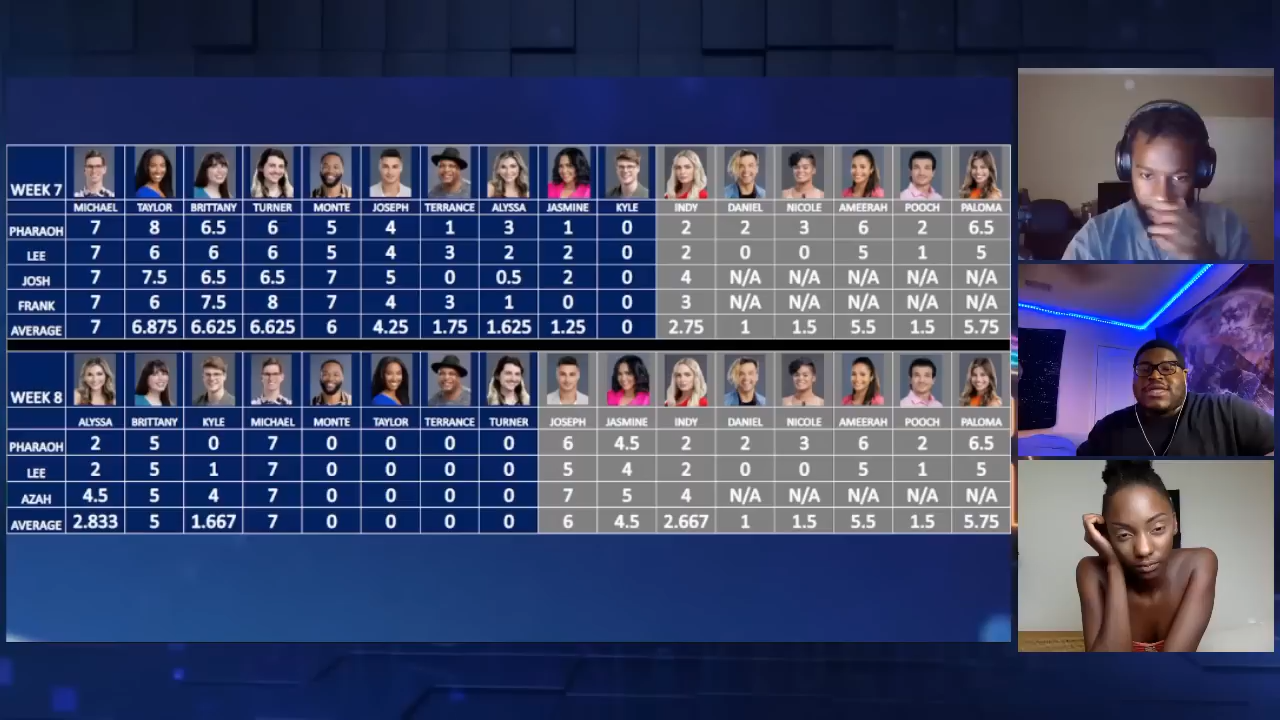 WEEK 7
MICHAEL TAYLOR BRITTANY TURNER MONTE JOSEPH TERRANCE ALYSSA JASMINE KYLE INDY DANIEL NICOLE AMEERAH POOCH PALOMA
PHARAOH 7 8 6.5 6 5 4 1 3 1 0 2 2 3 6 2 6.5
LEE 7 6 6 6 5 4 3 2 2 0 2 0 0 5 1 5
JOSH 7 7.5 6.5 6.5 7 5 0 0.5 2 0 4 N/A N/A N/A N/A N/A
FRANK 7 6 7.5 8 7 4 3 1 0 0 3 N/A N/A N/A N/A N/A
AVERAGE 7 6.875 6.625 6.625 6 4.25 1.75 1.625 1.25 0 2.75 1 1.5 5.5 1.5 5.75
WEEK 8
ALYSSA BRITTANY KYLE MICHAEL MONTE TAYLOR TERRANCE TURNER JOSEPH JASMINE INDY DANIEL NICOLE AMEERAH POOCH PALOMA
PHARAOH 2 5 0 7 0 0 0 0 6 4.5 2 2 3 6 2 6.5
LEE 2 5 1 7 0 0 0 0 5 4 2 0 0 5 1 5
AZAH 4.5 5 4 7 0 0 0 0 7 5 4 N/A N/A N/A N/A N/A
AVERAGE 2.833 5 1.667 7 0 0 0 0 6 4.5 2.667 1 1.5 5.5 1.5 5.75